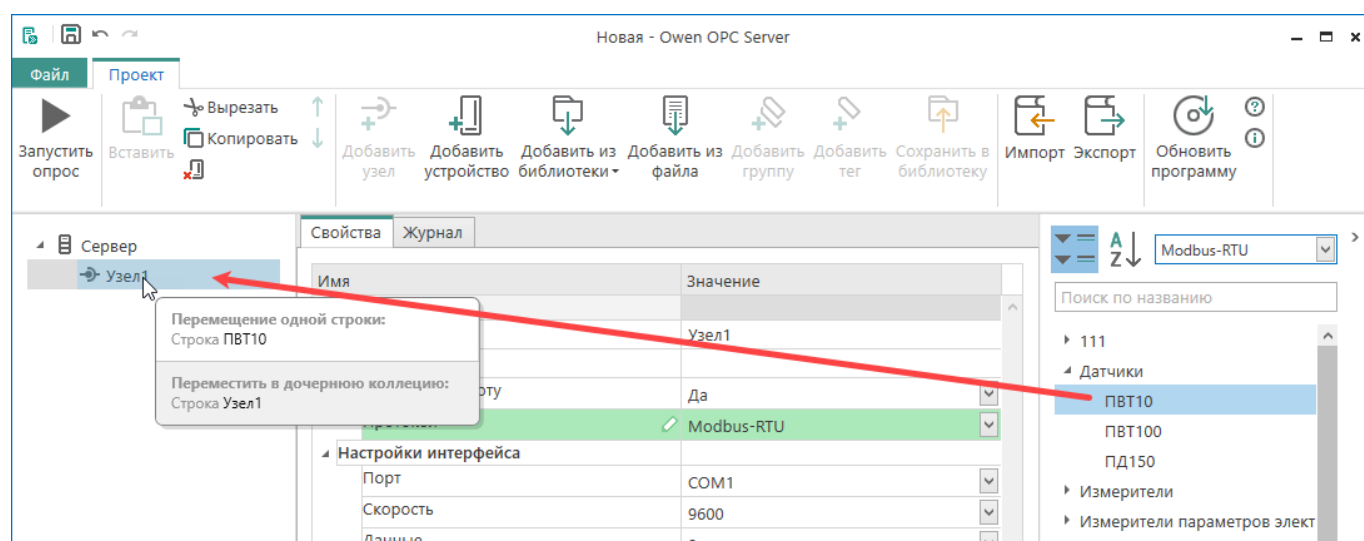 Новая - Owen OPC Server
Файл
Проект
Запустить опрос
Вставить
Вырезать
Копировать
Добавить узел
Добавить устройство
Добавить из библиотеки
Добавить из файла
Добавить группу
Добавить тег
Сохранить в библиотеку
Импорт
Экспорт
Обновить программу
Сервер
Узел1
Перемещение одной строки:
Строка ПВТ10
Переместить в дочернюю коллецию:
Строка Узел1
Свойства
Журнал
Имя
Значение
Узел1
Да
Modbus-RTU
Настройки интерфейса
Порт
COM1
Скорость
9600
Modbus-RTU
Поиск по названию
111
Датчики
ПВТ10
ПВТ100
ПД150
Измерители
Измерители параметров элект